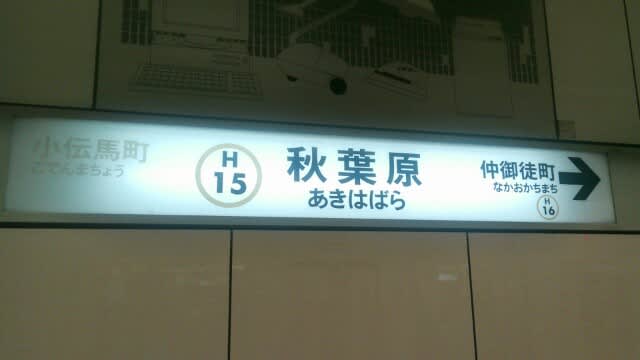 小伝馬町
こでんまちょう
H
15
秋葉原
あきはばら
仲御徒町
なかおかちまち
H
16